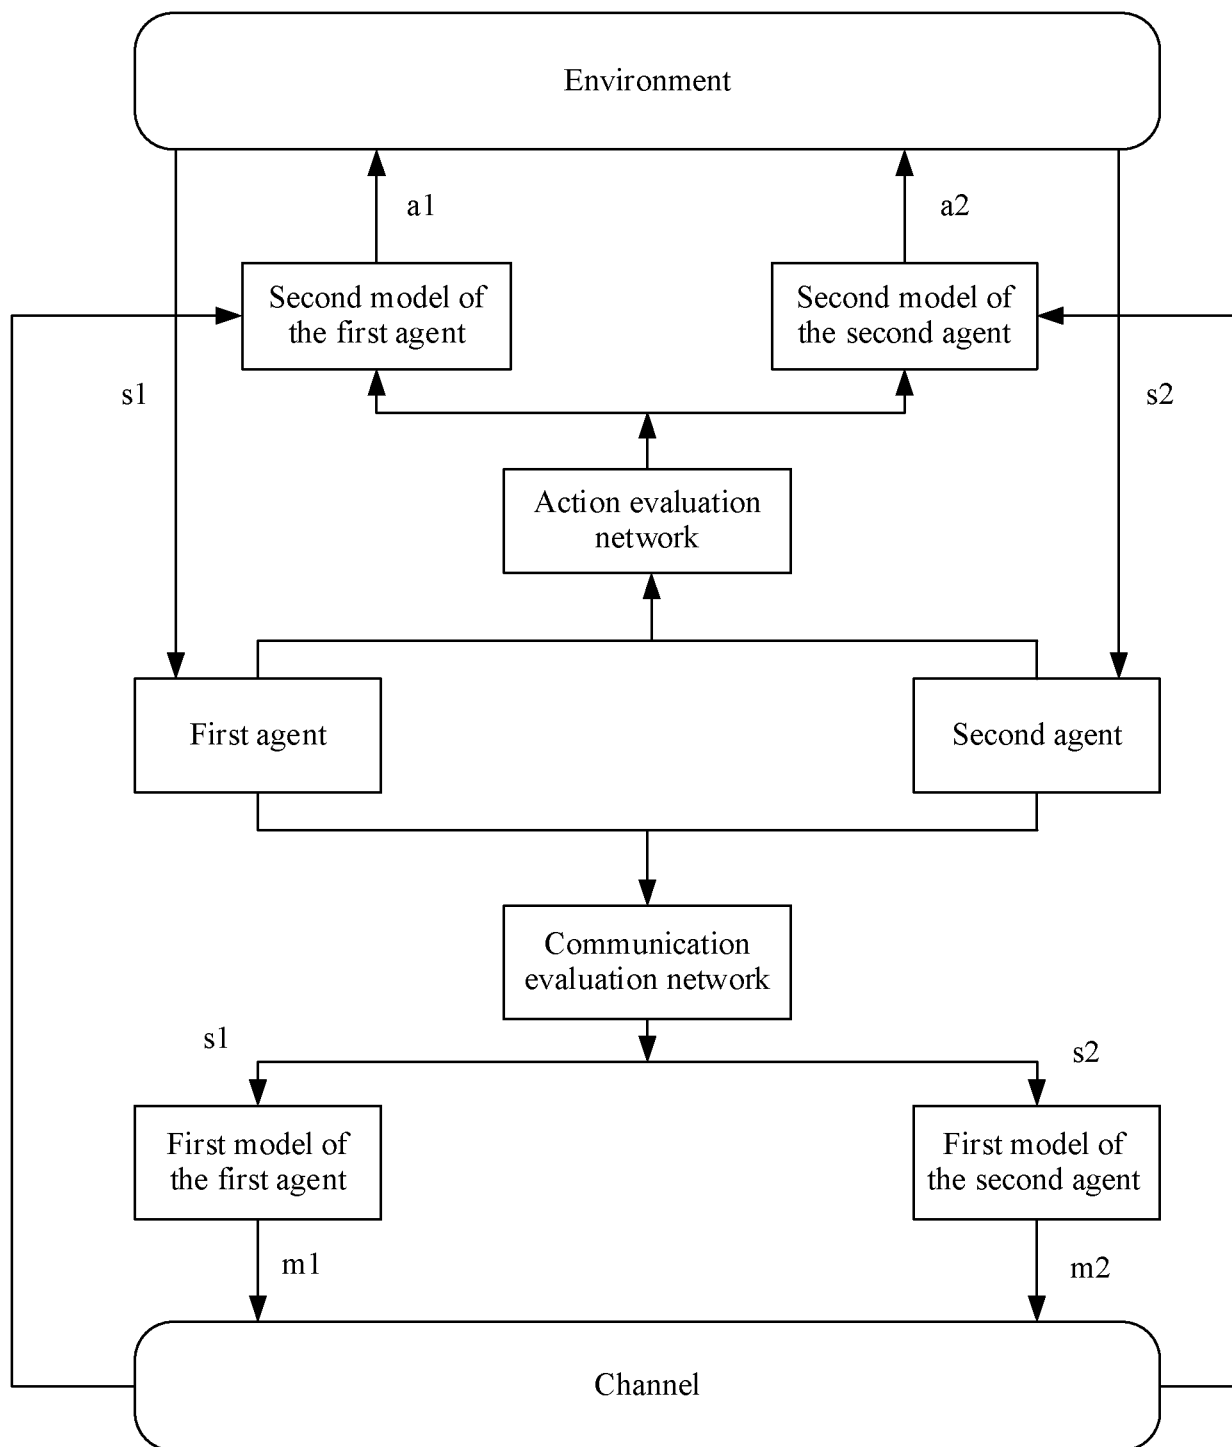 Environment
a1
a2
Second model of
the first agent
Second model of
the second agent
s1
s2
Action evaluation
network
First agent
Second agent
Communication
evaluation network
s1
s2
First model of
the first agent
First model of
the second agent
m1
m2
Channel